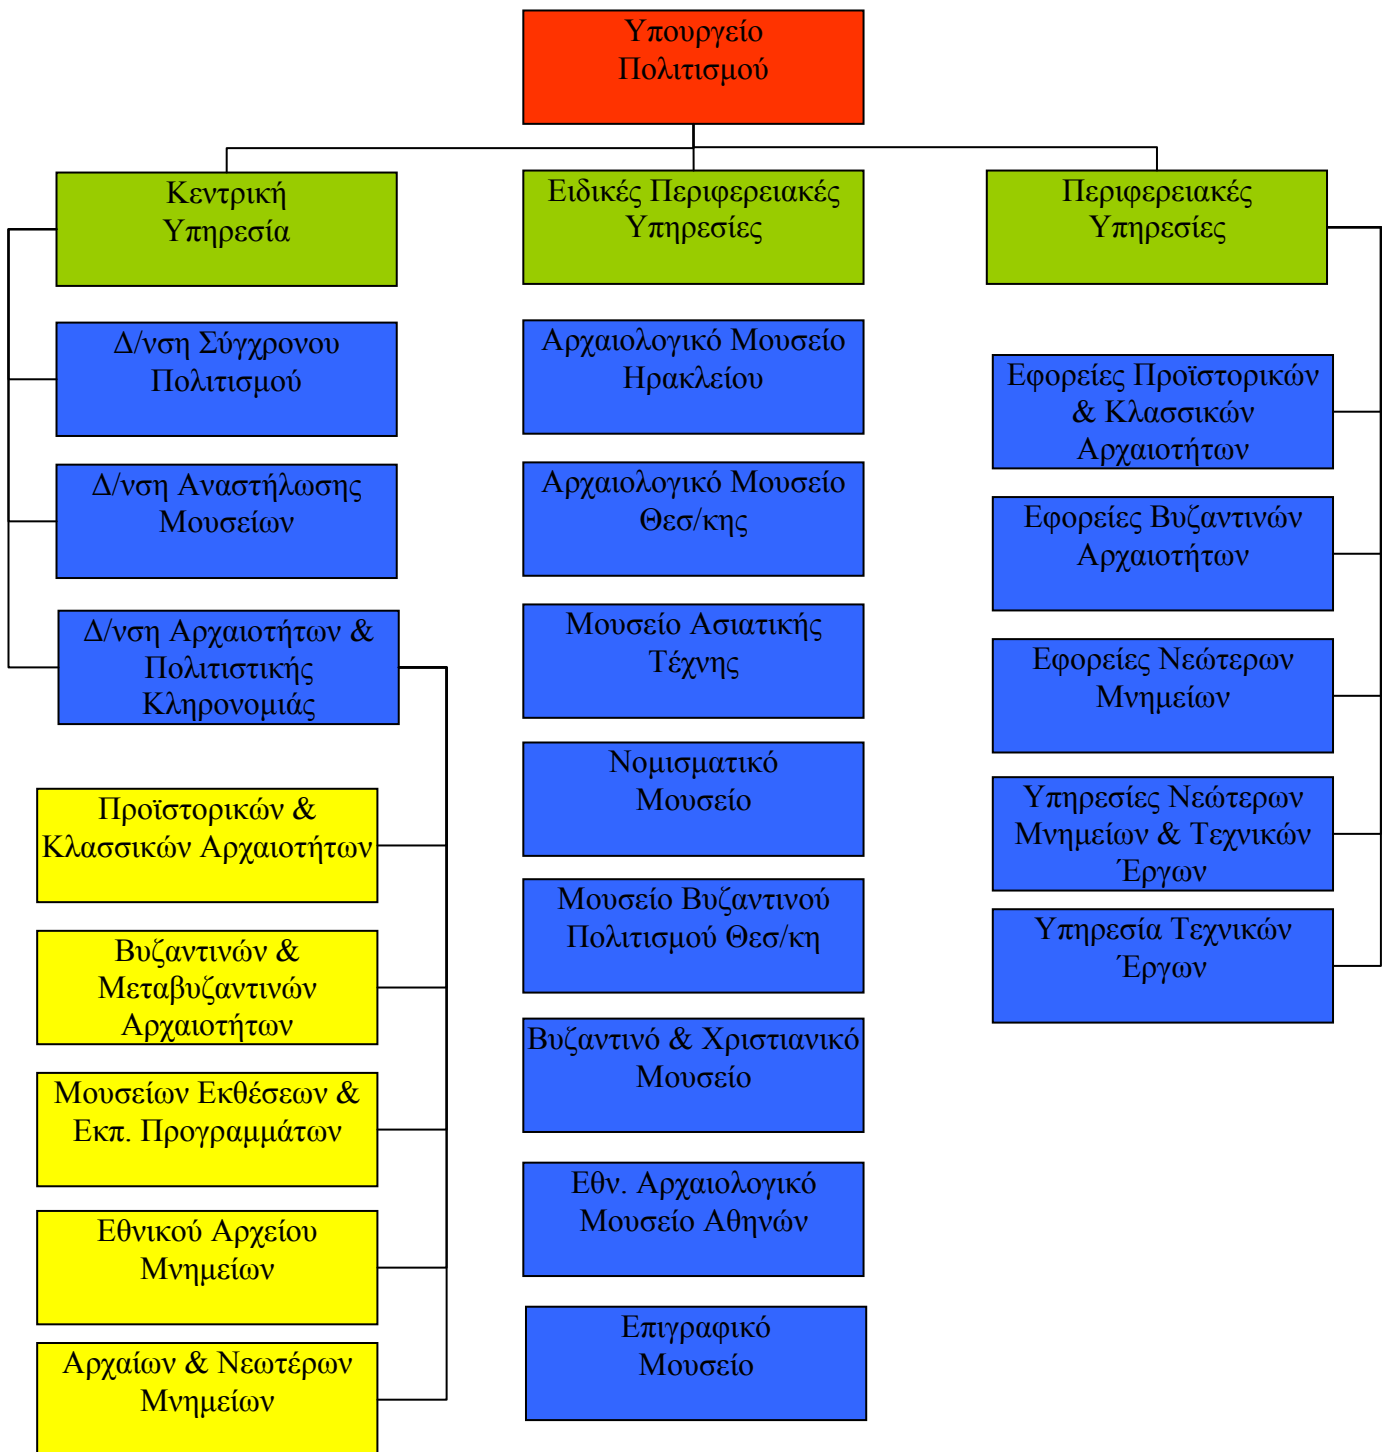 Υπουργείο
Πολιτισμού
Κεντρική
Υπηρεσία
Ειδικές Περιφερειακές
Υπηρεσίες
Περιφερειακές
Υπηρεσίες
Δ/νση Σύγχρονου
Πολιτισμού
Δ/νση Αναστήλωσης
Μουσείων
Δ/νση Αρχαιοτήτων &
Πολιτιστικής
Κληρονομιάς
Προϊστορικών &
Κλασσικών Αρχαιοτήτων
Βυζαντινών &
Μεταβυζαντινών
Αρχαιοτήτων
Μουσείων Εκθέσεων &
Εκπ. Προγραμμάτων
Εθνικού Αρχείου
Μνημείων
Αρχαίων & Νεωτέρων
Μνημείων
Αρχαιολογικό Μουσείο
Ηρακλείου
Αρχαιολογικό Μουσείο
Θεσ/κης
Μουσείο Ασιατικής
Τέχνης
Νομισματικό
Μουσείο
Μουσείο Βυζαντινού
Πολιτισμού Θεσ/κη
Βυζαντινό & Χριστιανικό
Μουσείο
Εθν. Αρχαιολογικό
Μουσείο Αθηνών
Επιγραφικό
Μουσείο
Εφορείες Προϊστορικών
& Κλασσικών
Αρχαιοτήτων
Εφορείες Βυζαντινών
Αρχαιοτήτων
Εφορείες Νεώτερων
Μνημείων
Υπηρεσίες Νεώτερων
Μνημείων & Τεχνικών
Έργων
Υπηρεσία Τεχνικών
Έργων